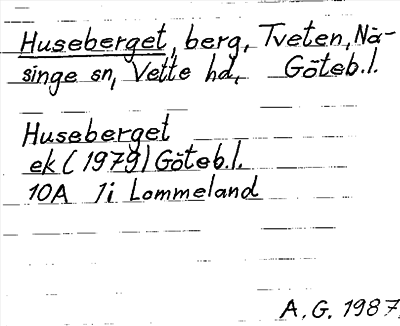 Huseberget, berg, Tveten, Nä-
singe sn, Vette hd, Göteb.l.
Huseberget
ek (1979) Göteb.l.
10A 1i Lommeland
A.G. 1987.